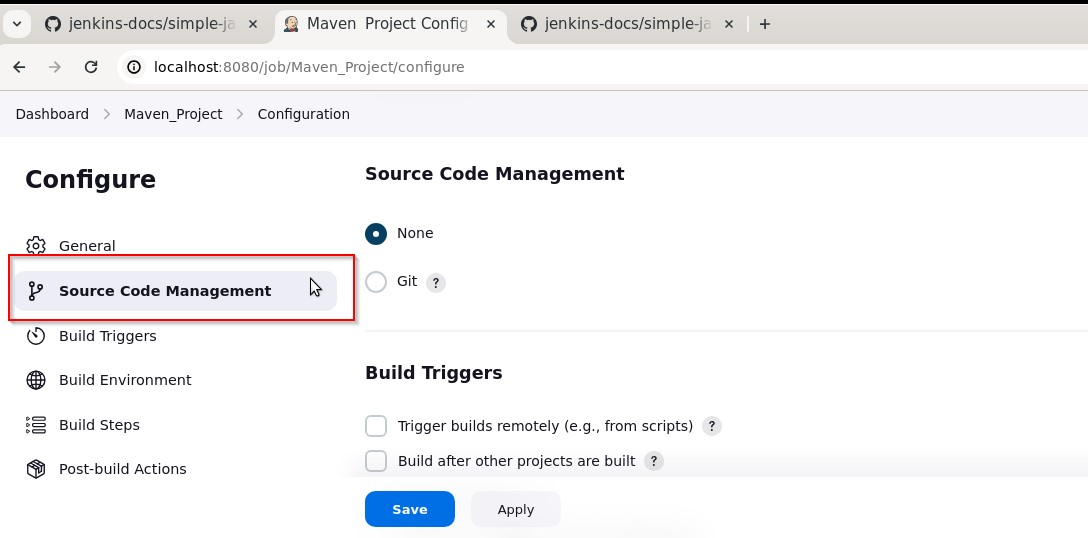 jenkins-docs/simple-ja
Maven Project Config
jenkins-docs/simple-ja
localhost:8080/job/Maven_Project/configure
Dashboard
Maven_Project
Configuration
Configure
General
Source Code Management
Build Triggers
Build Environment
Build Steps
Post-build Actions
Source Code Management
None
Git ?
Build Triggers
Trigger builds remotely (e.g., from scripts) ?
Build after other projects are built ?
Save
Apply